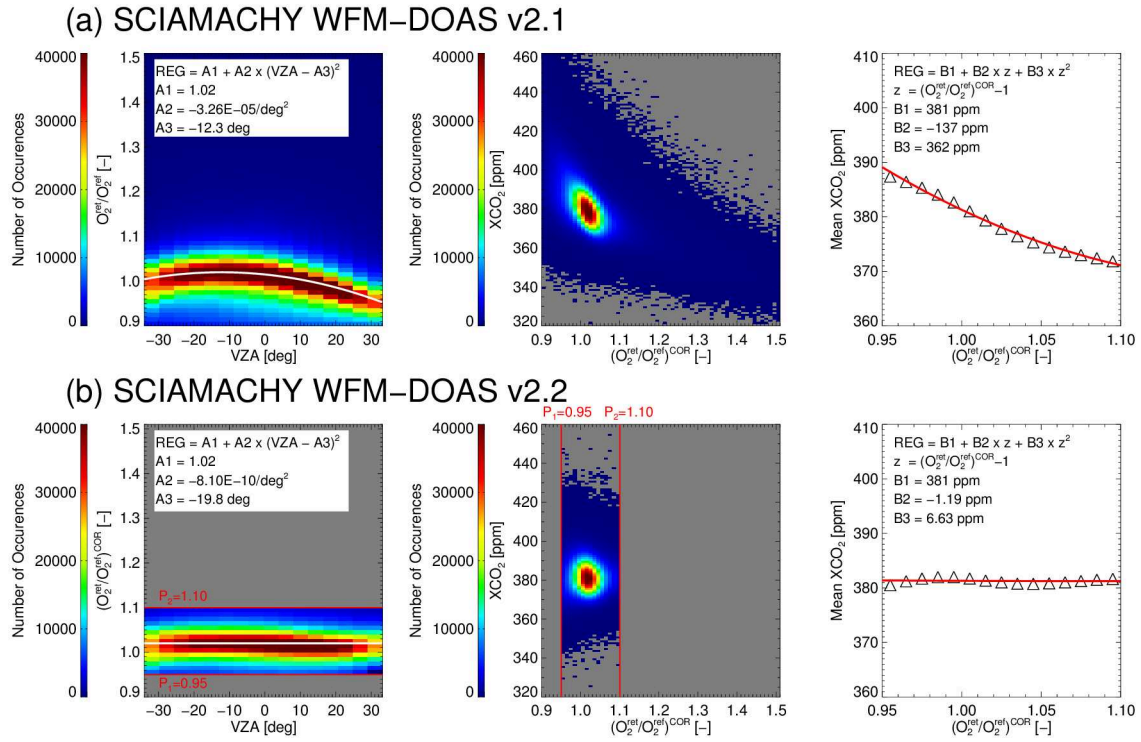 (a) SCIAMACHY WFM−DOAS v2.1
Number of Occurences
40000
30000
20000
10000
0
O₂ʳᵉᵗ/O₂ʳᵉᶠ [−]
1.5
1.4
1.3
1.2
1.1
1.0
0.9
REG = A1 + A2 x (VZA − A3)²
A1 = 1.02
A2 = −3.26E−05/deg²
A3 = −12.3 deg
−30 −20 −10 0 10 20 30
VZA [deg]
Number of Occurences
40000
30000
20000
10000
0
XCO₂ [ppm]
460
440
420
400
380
360
340
320
0.9 1.0 1.1 1.2 1.3 1.4 1.5
(O₂ʳᵉᵗ/O₂ʳᵉᶠ)ᶜᴼᴿ [−]
Mean XCO₂ [ppm]
410
400
390
380
370
360
REG = B1 + B2 x z + B3 x z²
z = (O₂ʳᵉᵗ/O₂ʳᵉᶠ)ᶜᴼᴿ−1
B1 = 381 ppm
B2 = −137 ppm
B3 = 362 ppm
0.95 1.00 1.05 1.10
(O₂ʳᵉᵗ/O₂ʳᵉᶠ)ᶜᴼᴿ [−]
(b) SCIAMACHY WFM−DOAS v2.2
Number of Occurences
40000
30000
20000
10000
0
(O₂ʳᵉᵗ/O₂ʳᵉᶠ)ᶜᴼᴿ [−]
1.5
1.4
1.3
1.2
1.1
1.0
0.9
REG = A1 + A2 x (VZA − A3)²
A1 = 1.02
A2 = −8.10E−10/deg²
A3 = −19.8 deg
P₂=1.10
P₁=0.95
−30 −20 −10 0 10 20 30
VZA [deg]
Number of Occurences
40000
30000
20000
10000
0
XCO₂ [ppm]
460
440
420
400
380
360
340
320
P₁=0.95 P₂=1.10
0.9 1.0 1.1 1.2 1.3 1.4 1.5
(O₂ʳᵉᵗ/O₂ʳᵉᶠ)ᶜᴼᴿ [−]
Mean XCO₂ [ppm]
410
400
390
380
370
360
REG = B1 + B2 x z + B3 x z²
z = (O₂ʳᵉᵗ/O₂ʳᵉᶠ)ᶜᴼᴿ−1
B1 = 381 ppm
B2 = −1.19 ppm
B3 = 6.63 ppm
0.95 1.00 1.05 1.10
(O₂ʳᵉᵗ/O₂ʳᵉᶠ)ᶜᴼᴿ [−]